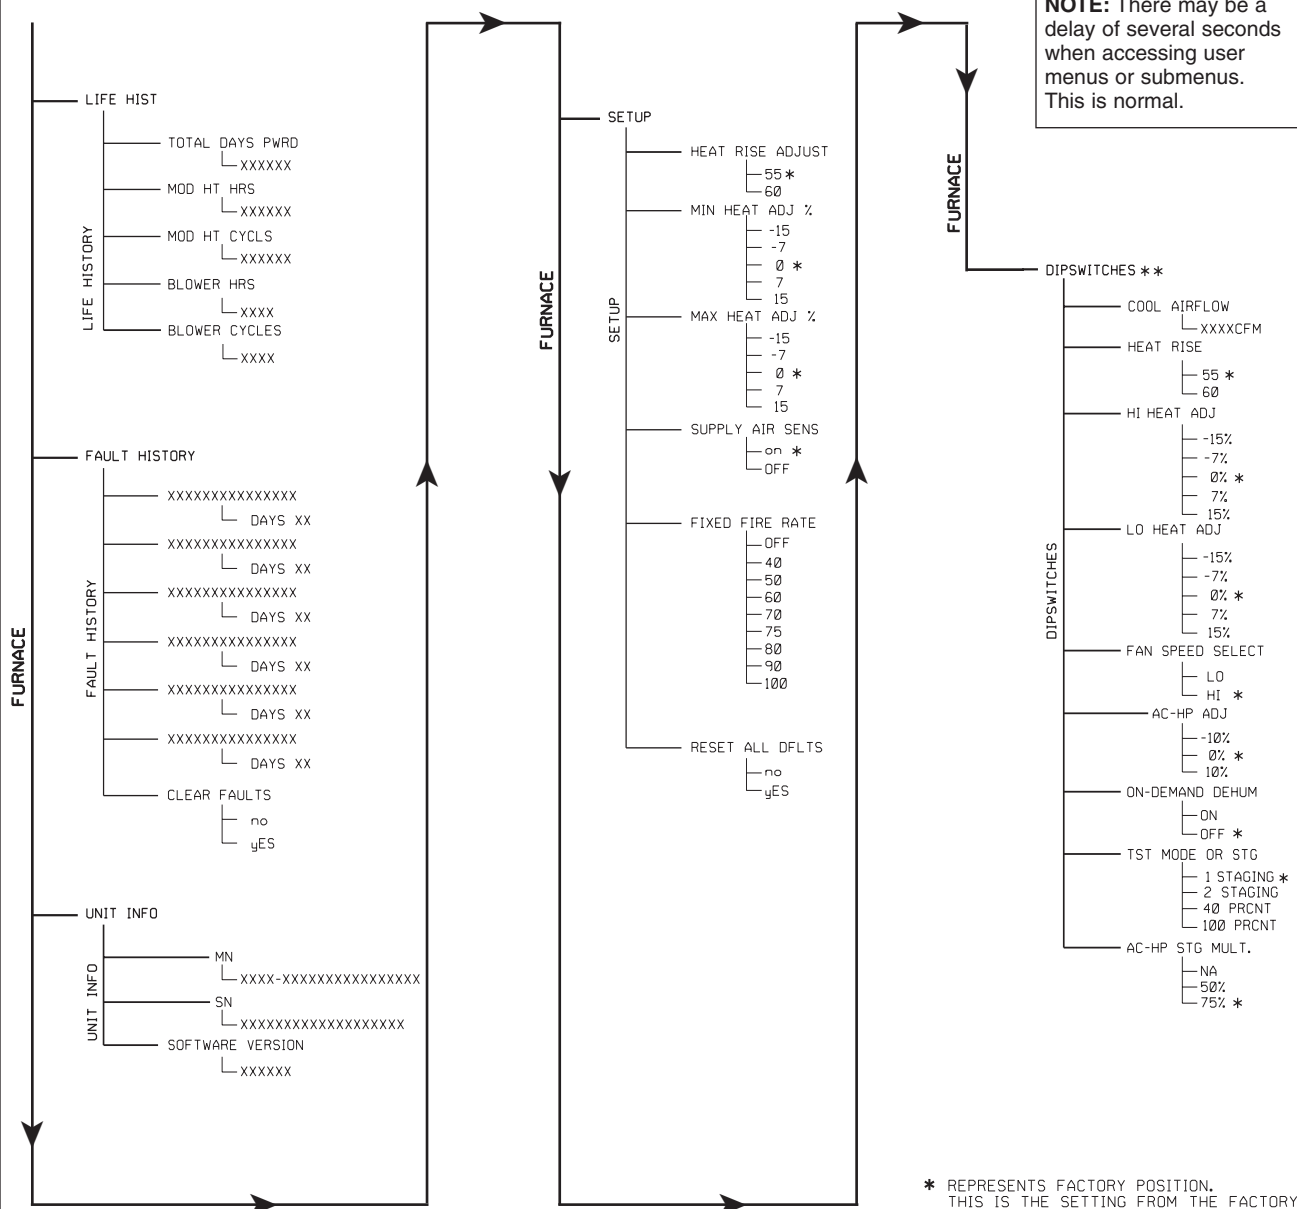 FURNACE
LIFE HIST
LIFE HISTORY
TOTAL DAYS PWRD
XXXXXX
MOD HT HRS
XXXXXX
MOD HT CYCLS
XXXXXX
BLOWER HRS
XXXX
BLOWER CYCLES
XXXX
FAULT HISTORY
FAULT HISTORY
XXXXXXXXXXXXXXX
DAYS XX
XXXXXXXXXXXXXXX
DAYS XX
XXXXXXXXXXXXXXX
DAYS XX
XXXXXXXXXXXXXXX
DAYS XX
XXXXXXXXXXXXXXX
DAYS XX
XXXXXXXXXXXXXXX
DAYS XX
CLEAR FAULTS
no
yES
UNIT INFO
UNIT INFO
MN
XXXX-XXXXXXXXXXXXXXXX
SN
XXXXXXXXXXXXXXXXXXX
SOFTWARE VERSION
XXXXXX
FURNACE
SETUP
SETUP
HEAT RISE ADJUST
55 *
60
MIN HEAT ADJ %
-15
-7
0 *
7
15
MAX HEAT ADJ %
-15
-7
0 *
7
15
SUPPLY AIR SENS
on *
OFF
FIXED FIRE RATE
OFF
40
50
60
70
75
80
90
100
RESET ALL DFLTS
no
yES
NOTE: There may be a
delay of several seconds
when accessing user
menus or submenus.
This is normal.
FURNACE
DIPSWITCHES **
DIPSWITCHES
COOL AIRFLOW
XXXXCFM
HEAT RISE
55 *
60
HI HEAT ADJ
-15%
-7%
0% *
7%
15%
LO HEAT ADJ
-15%
-7%
0% *
7%
15%
FAN SPEED SELECT
LO
HI *
AC-HP ADJ
-10%
0% *
10%
ON-DEMAND DEHUM
ON
OFF *
TST MODE OR STG
1 STAGING *
2 STAGING
40 PRCNT
100 PRCNT
AC-HP STG MULT.
NA
50%
75% *
* REPRESENTS FACTORY POSITION.
THIS IS THE SETTING FROM THE FACTORY